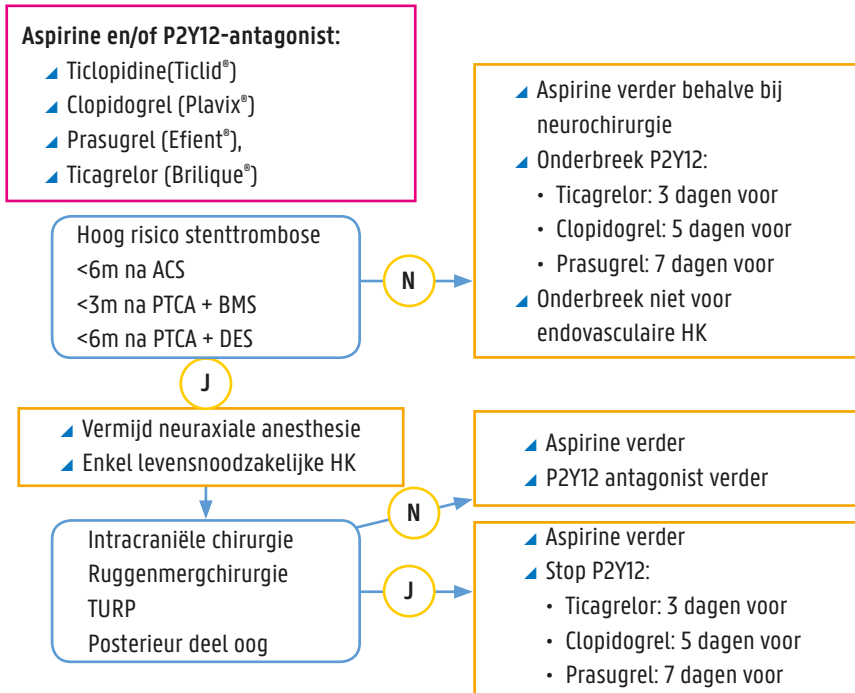 Aspirine en/of P2Y12-antagonist:
Ticlopidine(Ticlid®)
Clopidogrel (Plavix®)
Prasugrel (Efient®),
Ticagrelor (Brilique®)
Hoog risico stenttrombose
<6m na ACS
<3m na PTCA + BMS
<6m na PTCA + DES
N
Aspirine verder behalve bij
neurochirurgie
Onderbreek P2Y12:
• Ticagrelor: 3 dagen voor
• Clopidogrel: 5 dagen voor
• Prasugrel: 7 dagen voor
Onderbreek niet voor
endovasculaire HK
J
Vermijd neuraxiale anesthesie
Enkel levensnoodzakelijke HK
Intracraniële chirurgie
Ruggenmergchirurgie
TURP
Posterieur deel oog
N
Aspirine verder
P2Y12 antagonist verder
J
Aspirine verder
Stop P2Y12:
• Ticagrelor: 3 dagen voor
• Clopidogrel: 5 dagen voor
• Prasugrel: 7 dagen voor